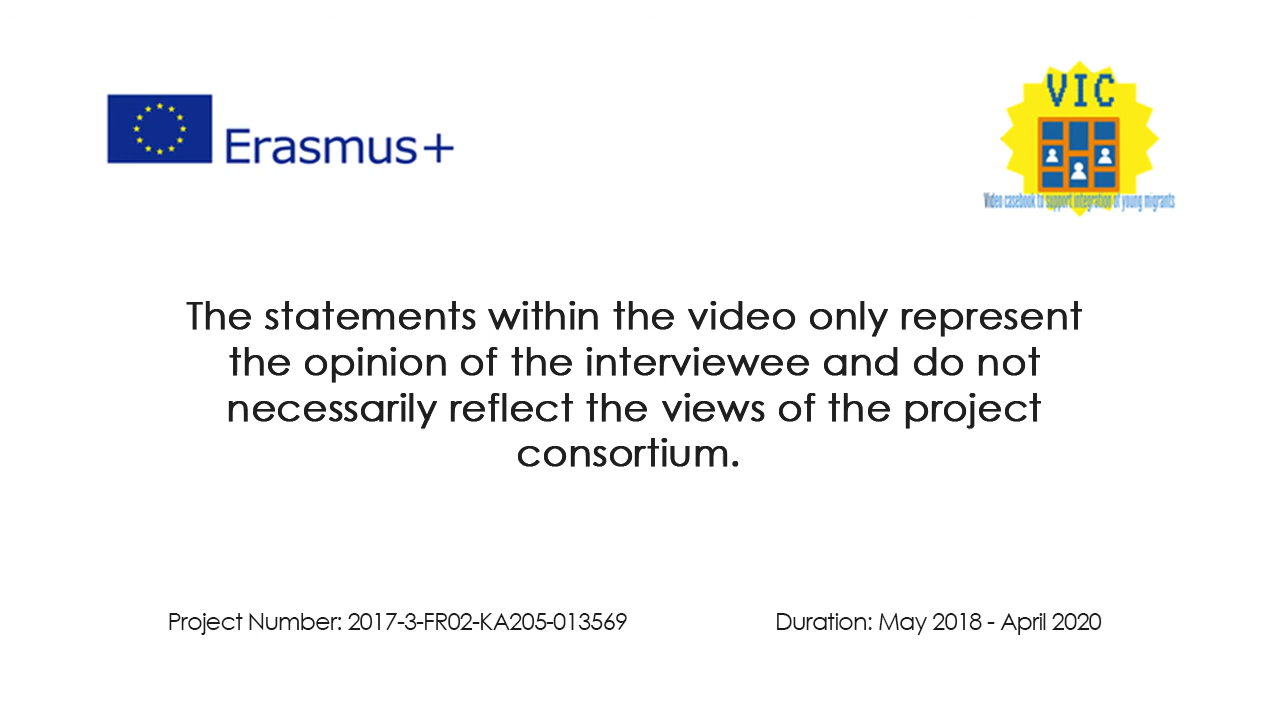 Erasmus+
VIC
Video casebook to support integration of young migrants
The statements within the video only represent
the opinion of the interviewee and do not
necessarily reflect the views of the project
consortium.
Project Number: 2017-3-FR02-KA205-013569
Duration: May 2018 - April 2020